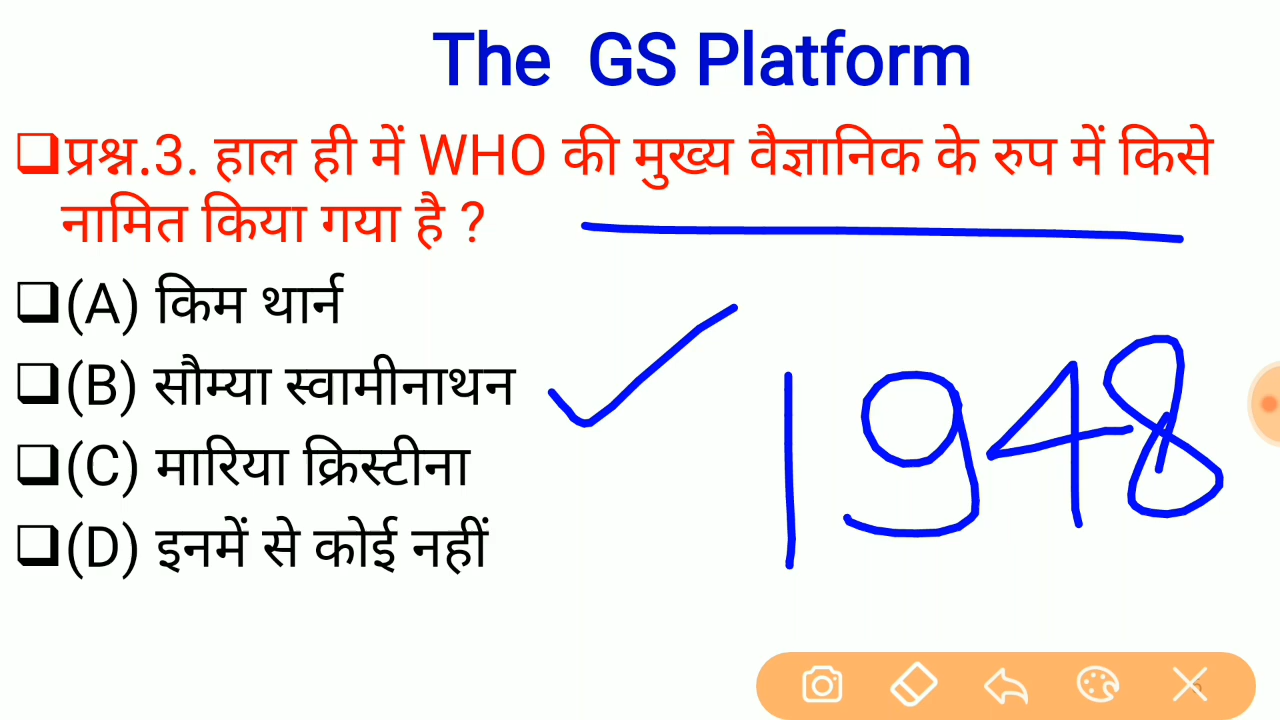 The GS Platform
❑प्रश्न.3. हाल ही में WHO की मुख्य वैज्ञानिक के रुप में किसे
नामित किया गया है ?
❑(A) किम थार्न
❑(B) सौम्या स्वामीनाथन
❑(C) मारिया क्रिस्टीना
❑(D) इनमें से कोई नहीं
1948